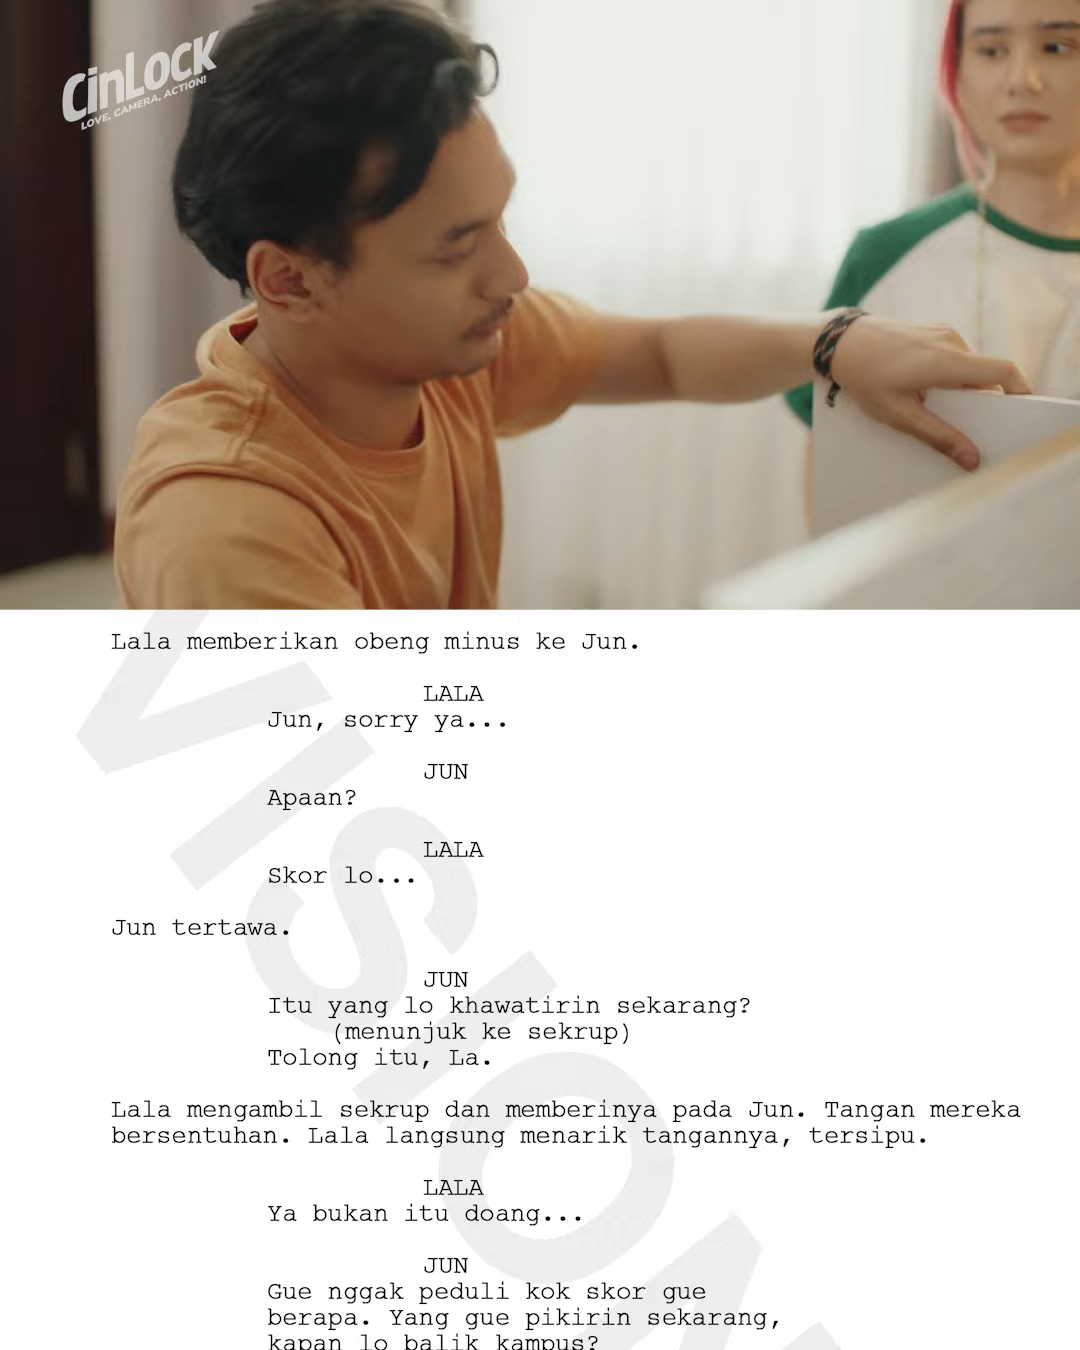 CinLock
LOVE, CAMERA, ACTION!
Lala memberikan obeng minus ke Jun.
LALA
Jun, sorry ya...
JUN
Apaan?
LALA
Skor lo...
Jun tertawa.
JUN
Itu yang lo khawatirin sekarang?
(menunjuk ke sekrup)
Tolong itu, La.
Lala mengambil sekrup dan memberinya pada Jun. Tangan mereka
bersentuhan. Lala langsung menarik tangannya, tersipu.
LALA
Ya bukan itu doang...
JUN
Gue nggak peduli kok skor gue
berapa. Yang gue pikirin sekarang,
kapan lo balik kampus?
VISION